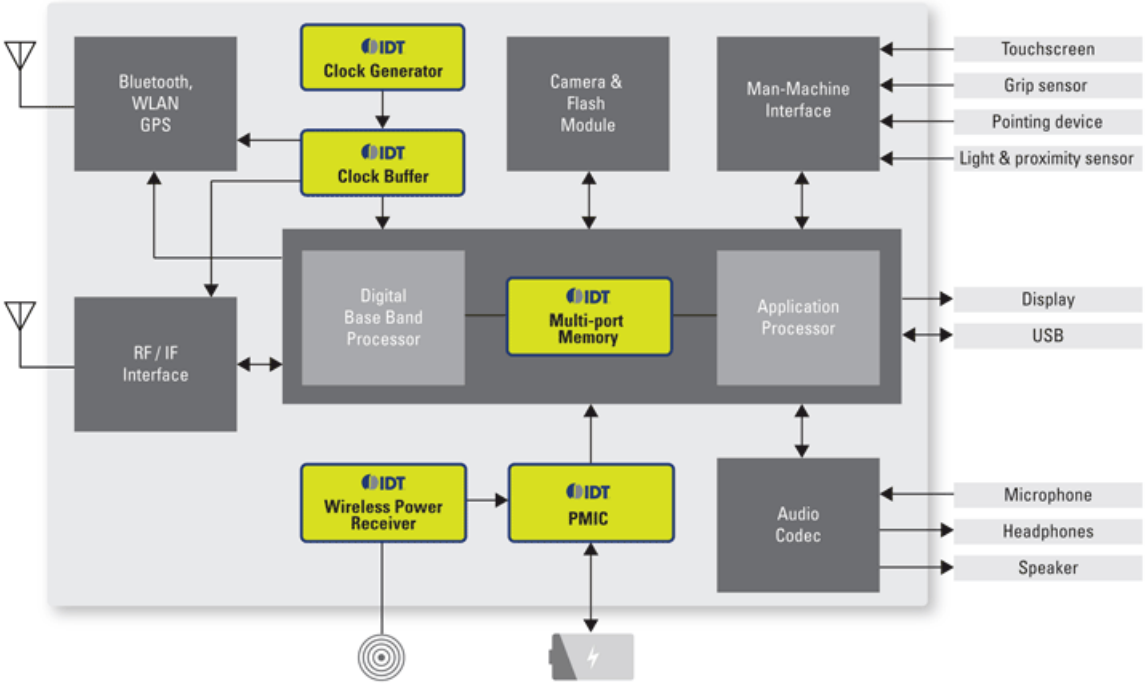 Bluetooth,
WLAN
GPS
IDT
Clock Generator
IDT
Clock Buffer
Camera &
Flash
Module
Man-Machine
Interface
Touchscreen
Grip sensor
Pointing device
Light & proximity sensor
Digital
Base Band
Processor
IDT
Multi-port
Memory
Application
Processor
Display
USB
RF / IF
Interface
IDT
Wireless Power
Receiver
IDT
PMIC
Audio
Codec
Microphone
Headphones
Speaker